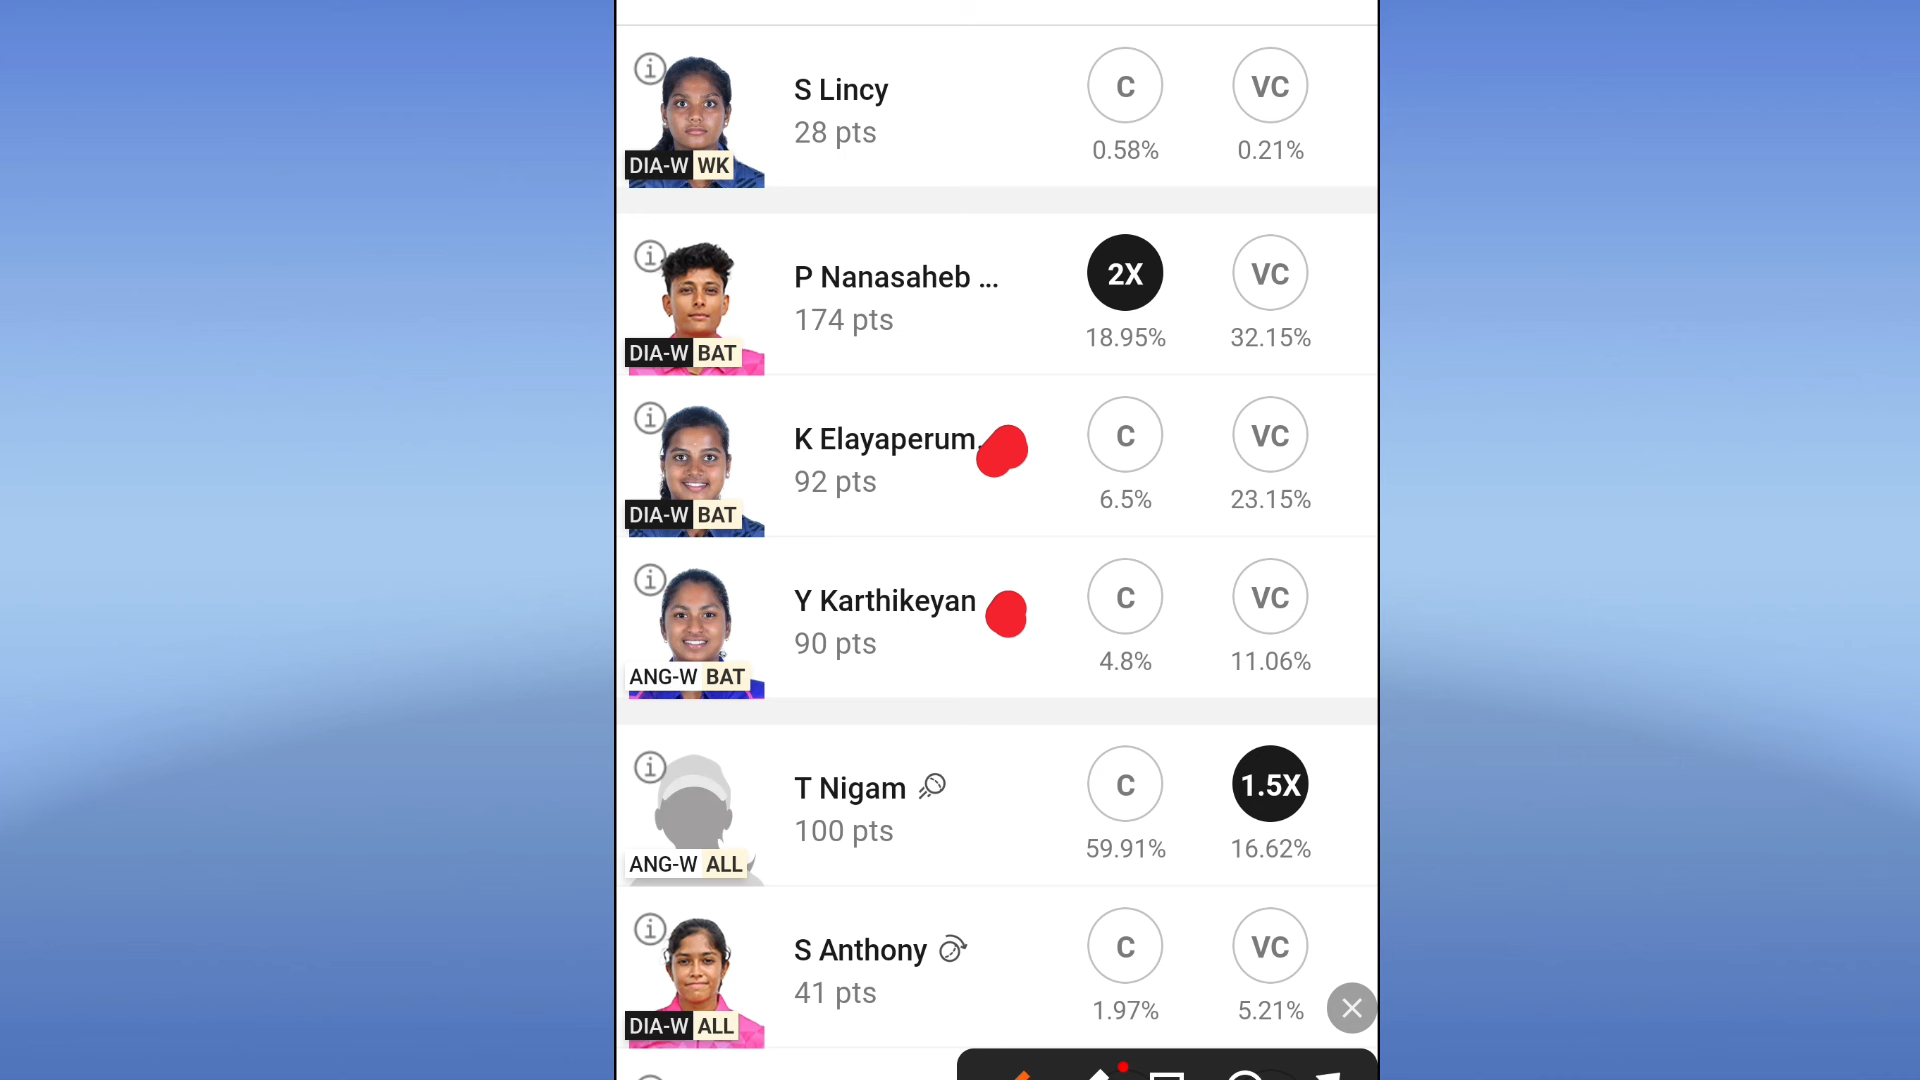 S Lincy
28 pts
DIA-W WK
C
0.58%
VC
0.21%
P Nanasaheb ...
174 pts
DIA-W BAT
2X
18.95%
VC
32.15%
K Elayaperum
92 pts
DIA-W BAT
C
6.5%
VC
23.15%
Y Karthikeyan
90 pts
ANG-W BAT
C
4.8%
VC
11.06%
T Nigam
100 pts
ANG-W ALL
C
59.91%
1.5X
16.62%
S Anthony
41 pts
DIA-W ALL
C
1.97%
VC
5.21%